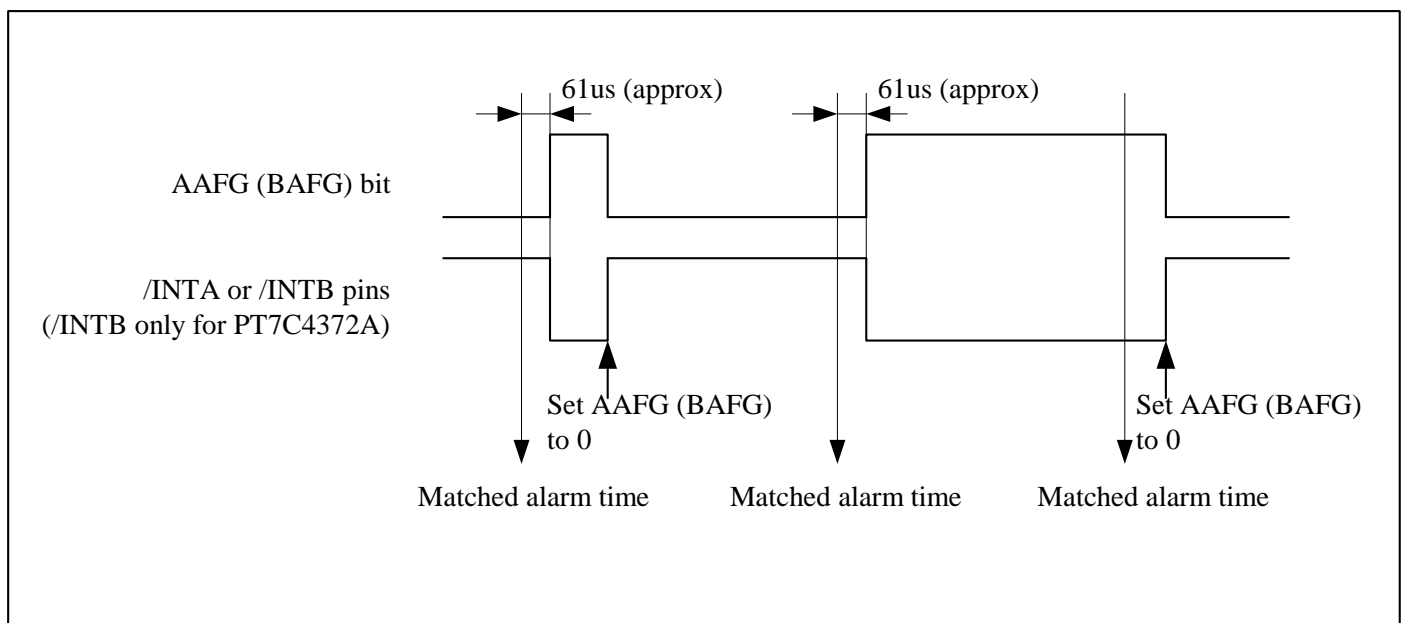 61us (approx)
61us (approx)
AAFG (BAFG) bit
/INTA or /INTB pins
(/INTB only for PT7C4372A)
Set AAFG (BAFG)
to 0
Set AAFG (BAFG)
to 0
Matched alarm time
Matched alarm time
Matched alarm time